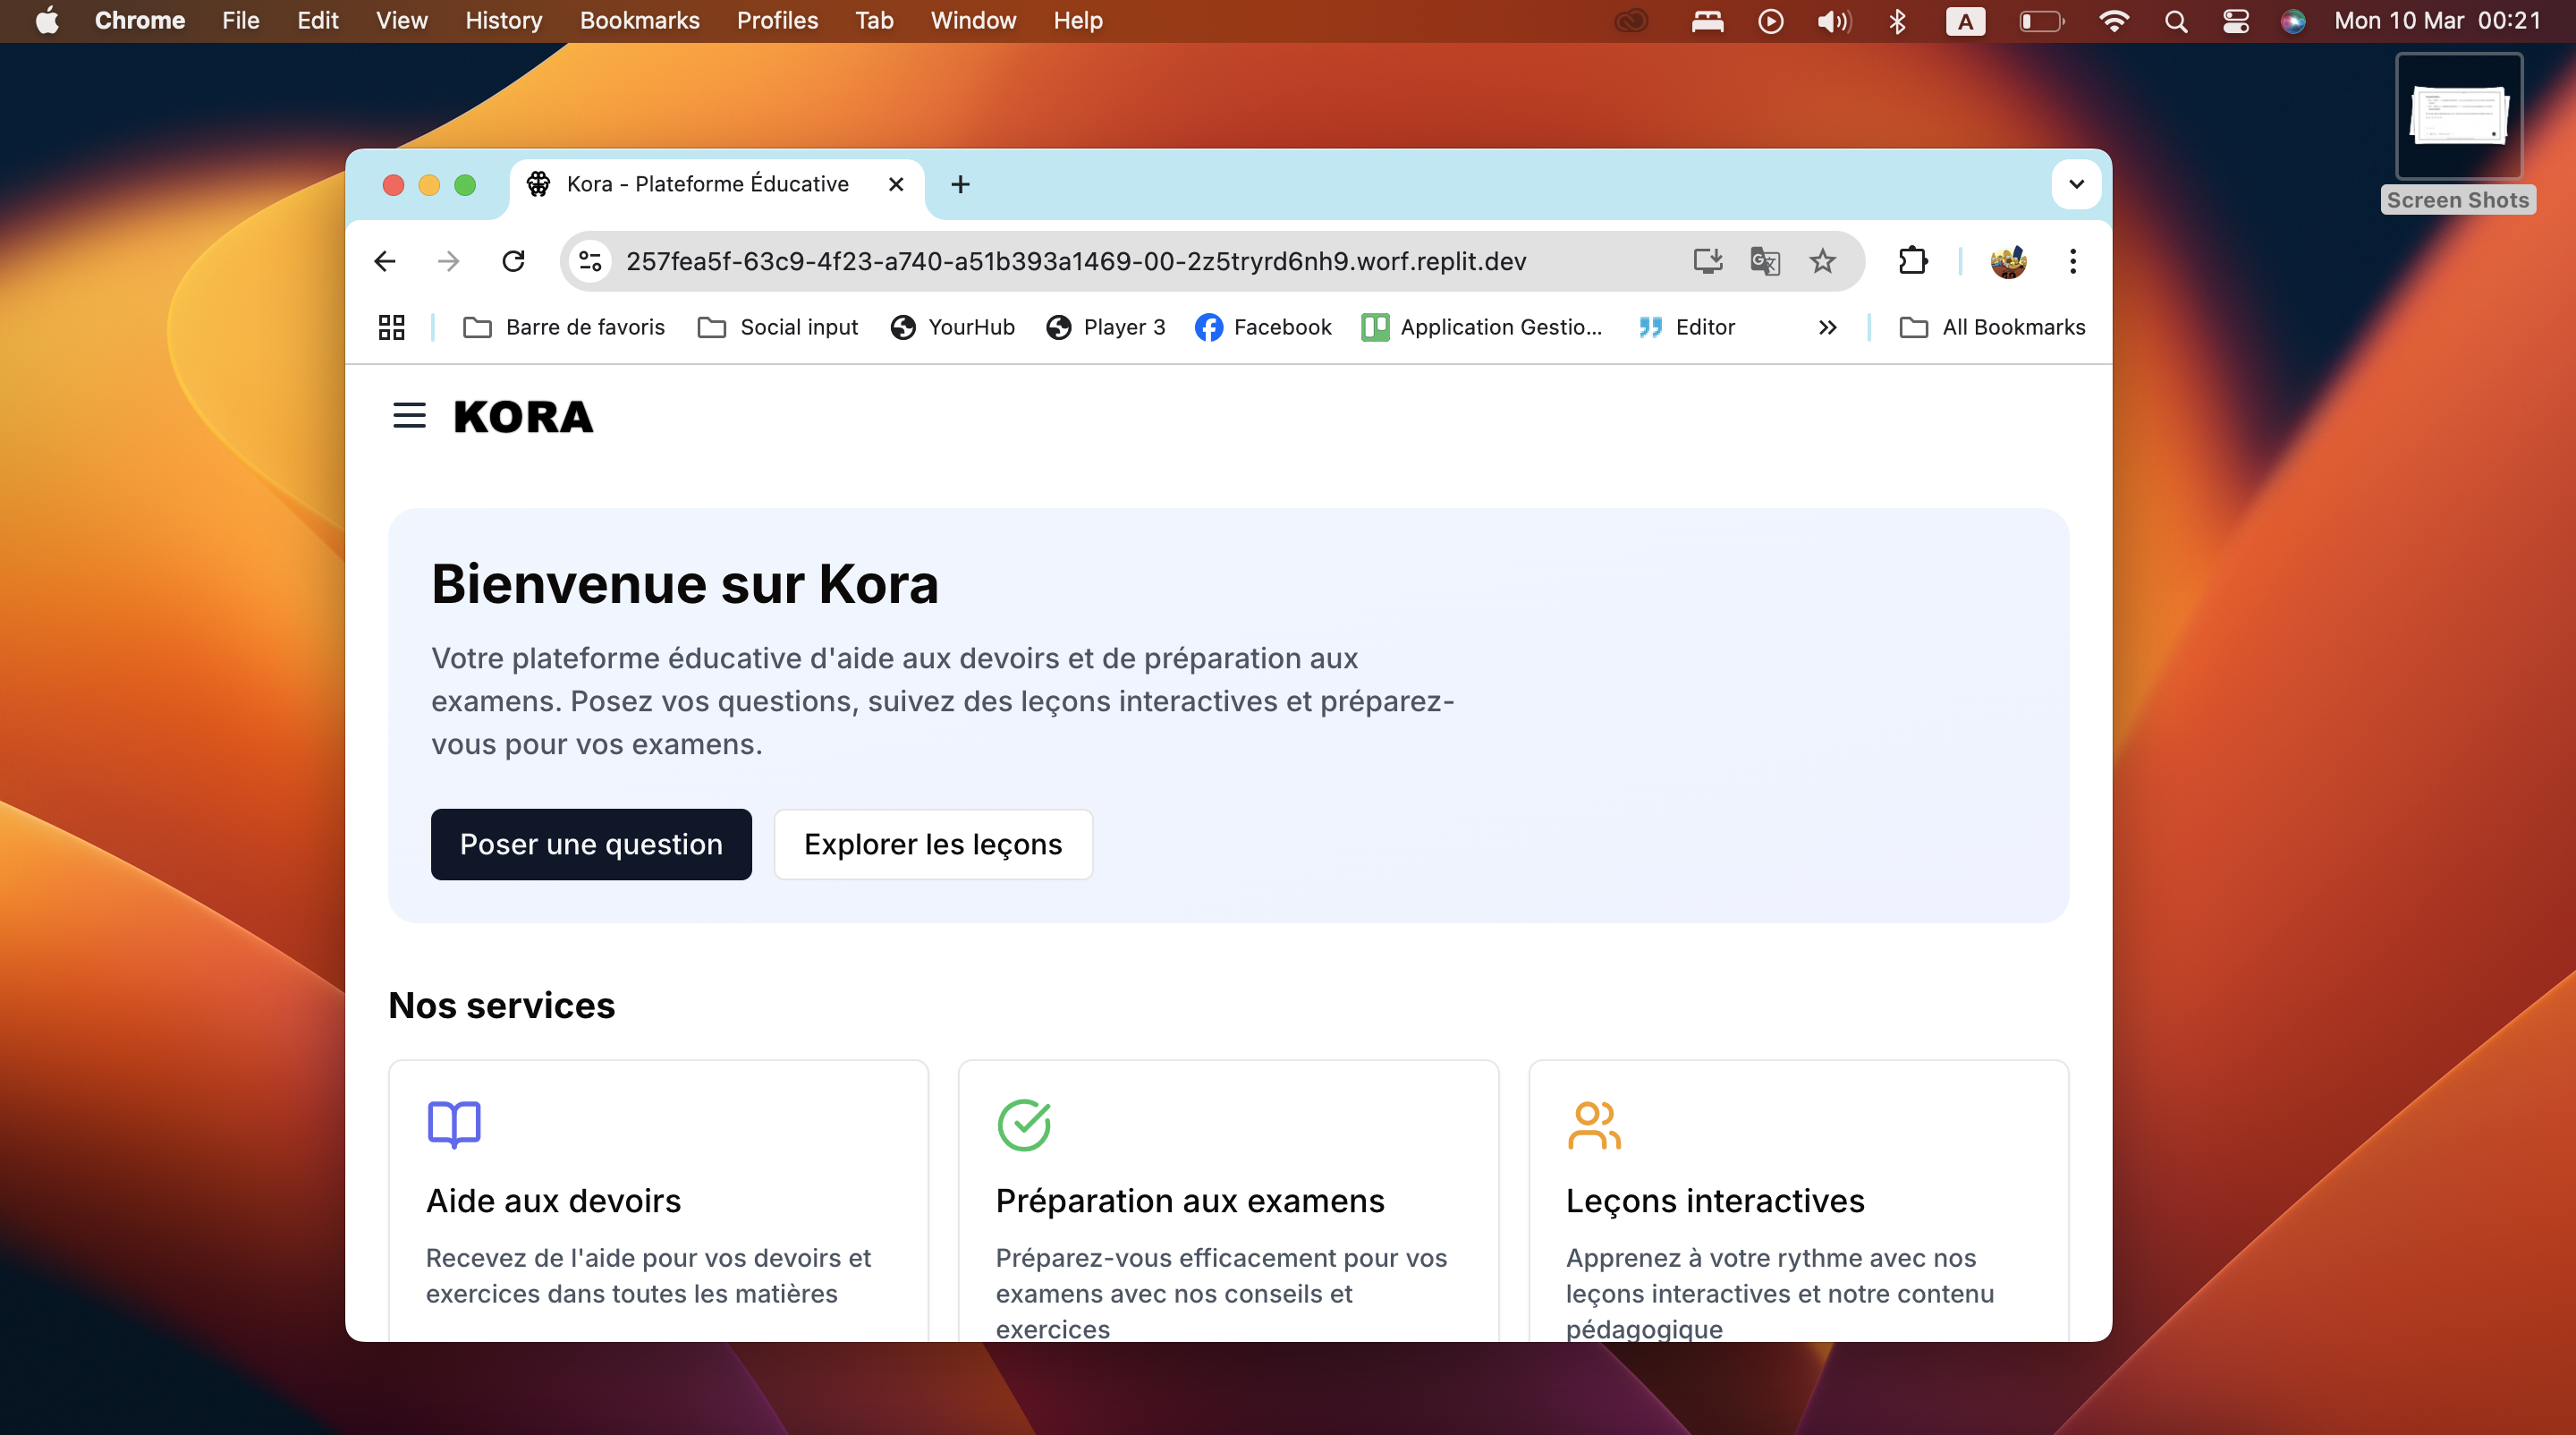 Chrome File Edit View History Bookmarks Profiles Tab Window Help A Mon 10 Mar 00:21
Screen Shots
Kora - Plateforme Éducative
257fea5f-63c9-4f23-a740-a51b393a1469-00-2z5tryrd6nh9.worf.replit.dev
Barre de favoris Social input YourHub Player 3 Facebook Application Gestio... Editor All Bookmarks
KORA
Bienvenue sur Kora
Votre plateforme éducative d'aide aux devoirs et de préparation aux
examens. Posez vos questions, suivez des leçons interactives et préparez-
vous pour vos examens.
Poser une question Explorer les leçons
Nos services
Aide aux devoirs
Recevez de l'aide pour vos devoirs et
exercices dans toutes les matières
Préparation aux examens
Préparez-vous efficacement pour vos
examens avec nos conseils et
exercices
Leçons interactives
Apprenez à votre rythme avec nos
leçons interactives et notre contenu
pédagogique